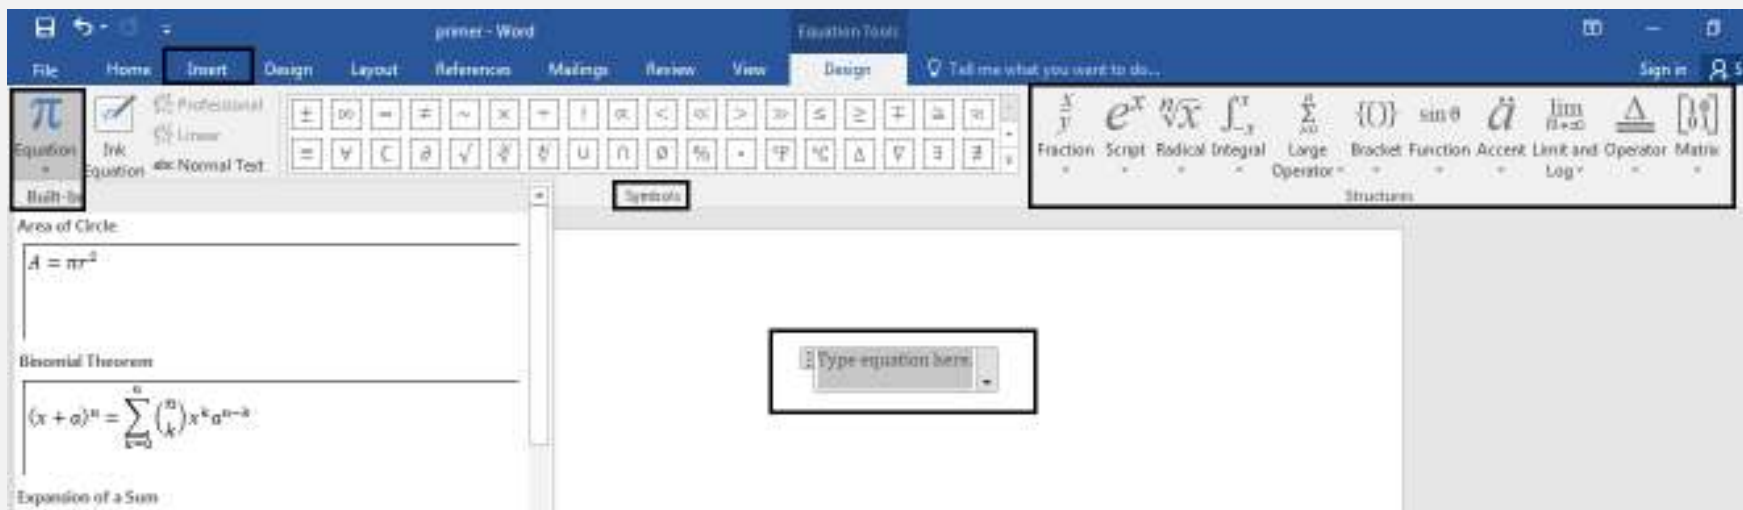 primer - Word
Equation Tools
File Home Insert Design Layout References Mailings Review View Design Tell me what you want to do... Sign in
Equation
Ink Equation
Professional
Linear
abc Normal Text
± ∞ = ≠ ~ × ÷ ! ∝ < > ≤ ≥ ∓ ≅
≡ ∀ ∂ √ ∛ ∜ ∪ ∩ % °F °C ∆ ∇ ∃
Fraction Script Radical Integral Large Operator Bracket Function Accent Limit and Log Operator Matrix
Symbols
Structures
Area of Circle
A = πr²
Type equation here.
Binomial Theorem
(x + a)ⁿ = ∑ₖ₌₀ⁿ (n k) xᵏaⁿ⁻ᵏ
Expansion of a Sum